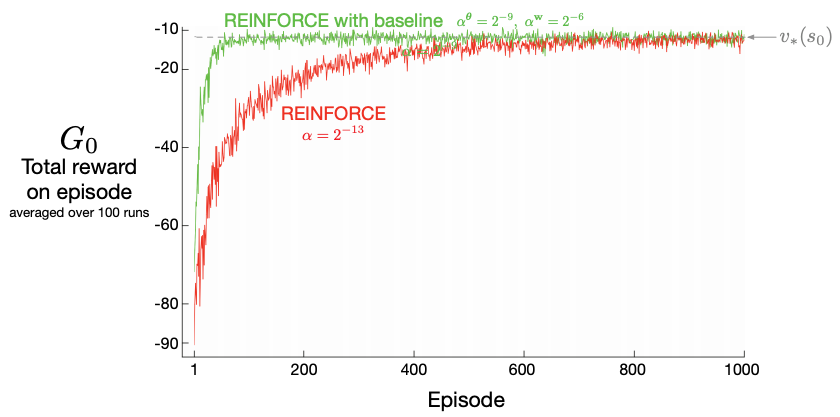 REINFORCE with baseline α^θ = 2^−9, α^w = 2^−6
-10
v*(s₀)
-20
REINFORCE
α = 2^−13
G₀
Total reward
on episode
averaged over 100 runs
-40
-60
-80
-90
1 200 400 600 800 1000
Episode